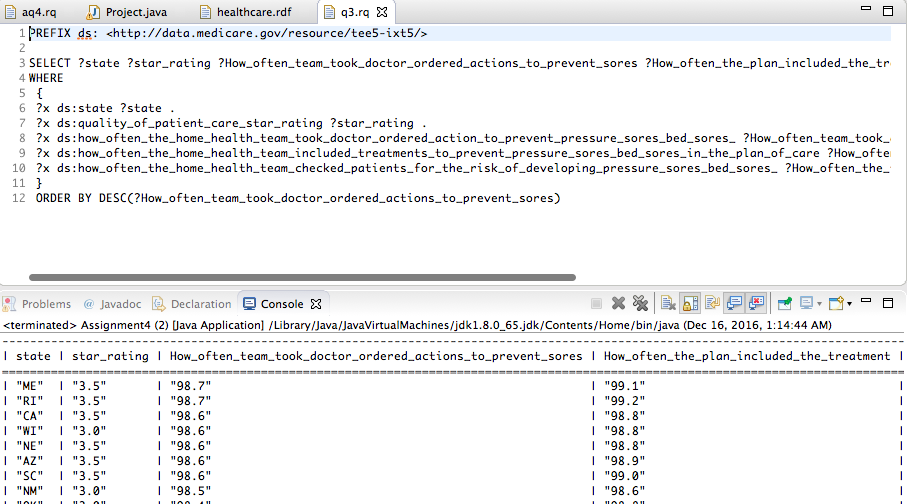 aq4.rq Project.java healthcare.rdf q3.rq
1 PREFIX ds: <http://data.medicare.gov/resource/tee5-ixt5/>
2
3 SELECT ?state ?star_rating ?How_often_team_took_doctor_ordered_actions_to_prevent_sores ?How_often_the_plan_included_the_tre
4 WHERE
5 {
6 ?x ds:state ?state .
7 ?x ds:quality_of_patient_care_star_rating ?star_rating .
8 ?x ds:how_often_the_home_health_team_took_doctor_ordered_action_to_prevent_pressure_sores_bed_sores_ ?How_often_team_took_
9 ?x ds:how_often_the_home_health_team_included_treatments_to_prevent_pressure_sores_bed_sores_in_the_plan_of_care ?How_ofte
10 ?x ds:how_often_the_home_health_team_checked_patients_for_the_risk_of_developing_pressure_sores_bed_sores_ ?How_often_the_
11 }
12 ORDER BY DESC(?How_often_team_took_doctor_ordered_actions_to_prevent_sores)
Problems @ Javadoc Declaration Console
<terminated> Assignment4 (2) [Java Application] /Library/Java/JavaVirtualMachines/jdk1.8.0_65.jdk/Contents/Home/bin/java (Dec 16, 2016, 1:14:44 AM)
| state | star_rating | How_often_team_took_doctor_ordered_actions_to_prevent_sores | How_often_the_plan_included_the_treatment |
| "ME" | "3.5" | "98.7" | "99.1" |
| "RI" | "3.5" | "98.7" | "99.2" |
| "CA" | "3.5" | "98.6" | "98.8" |
| "WI" | "3.0" | "98.6" | "98.8" |
| "NE" | "3.5" | "98.6" | "98.8" |
| "AZ" | "3.5" | "98.6" | "98.9" |
| "SC" | "3.5" | "98.6" | "99.0" |
| "NM" | "3.0" | "98.5" | "98.6" |